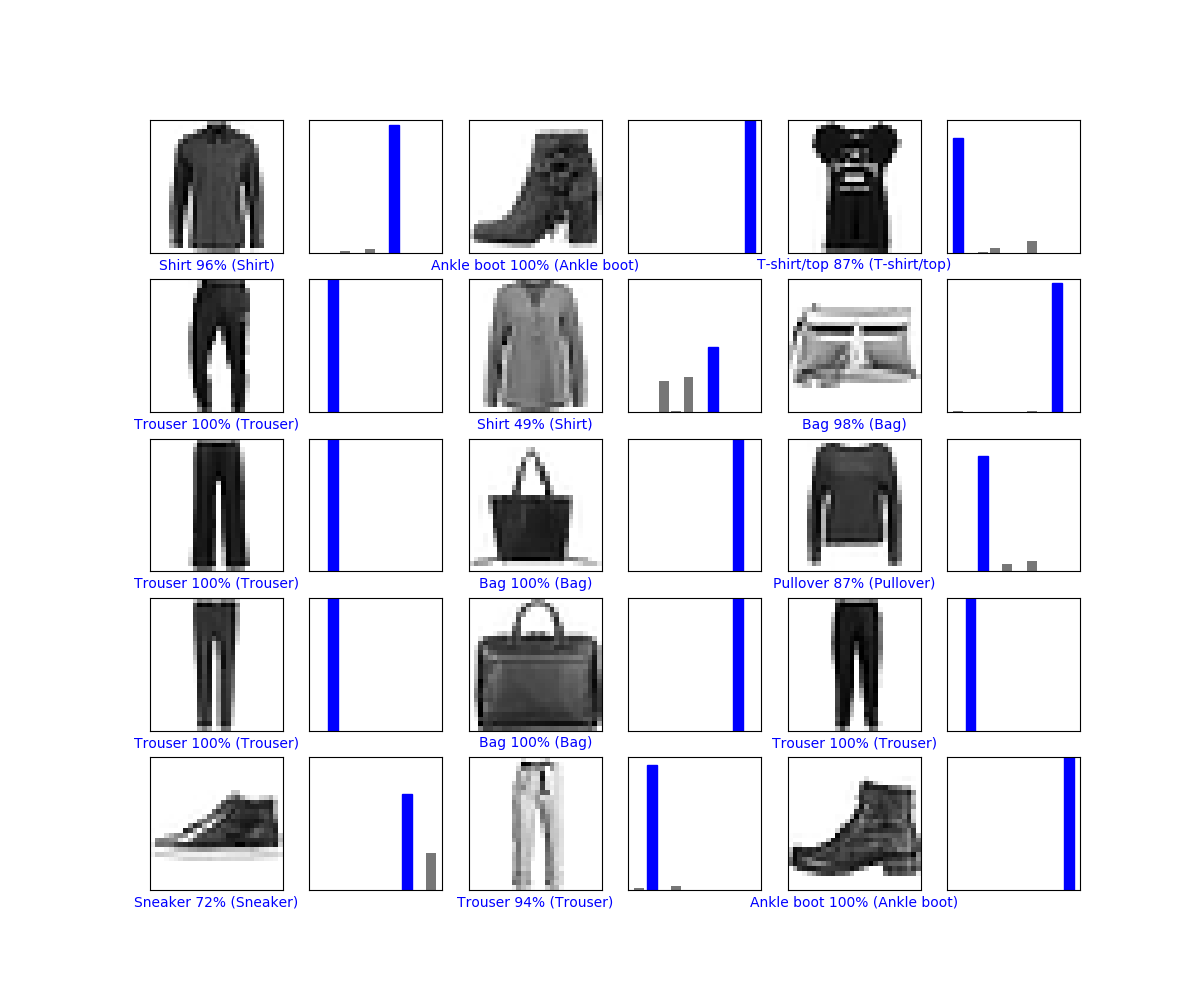 Shirt 96% (Shirt)
Ankle boot 100% (Ankle boot)
T-shirt/top 87% (T-shirt/top)
Trouser 100% (Trouser)
Shirt 49% (Shirt)
Bag 98% (Bag)
Trouser 100% (Trouser)
Bag 100% (Bag)
Pullover 87% (Pullover)
Trouser 100% (Trouser)
Bag 100% (Bag)
Trouser 100% (Trouser)
Sneaker 72% (Sneaker)
Trouser 94% (Trouser)
Ankle boot 100% (Ankle boot)